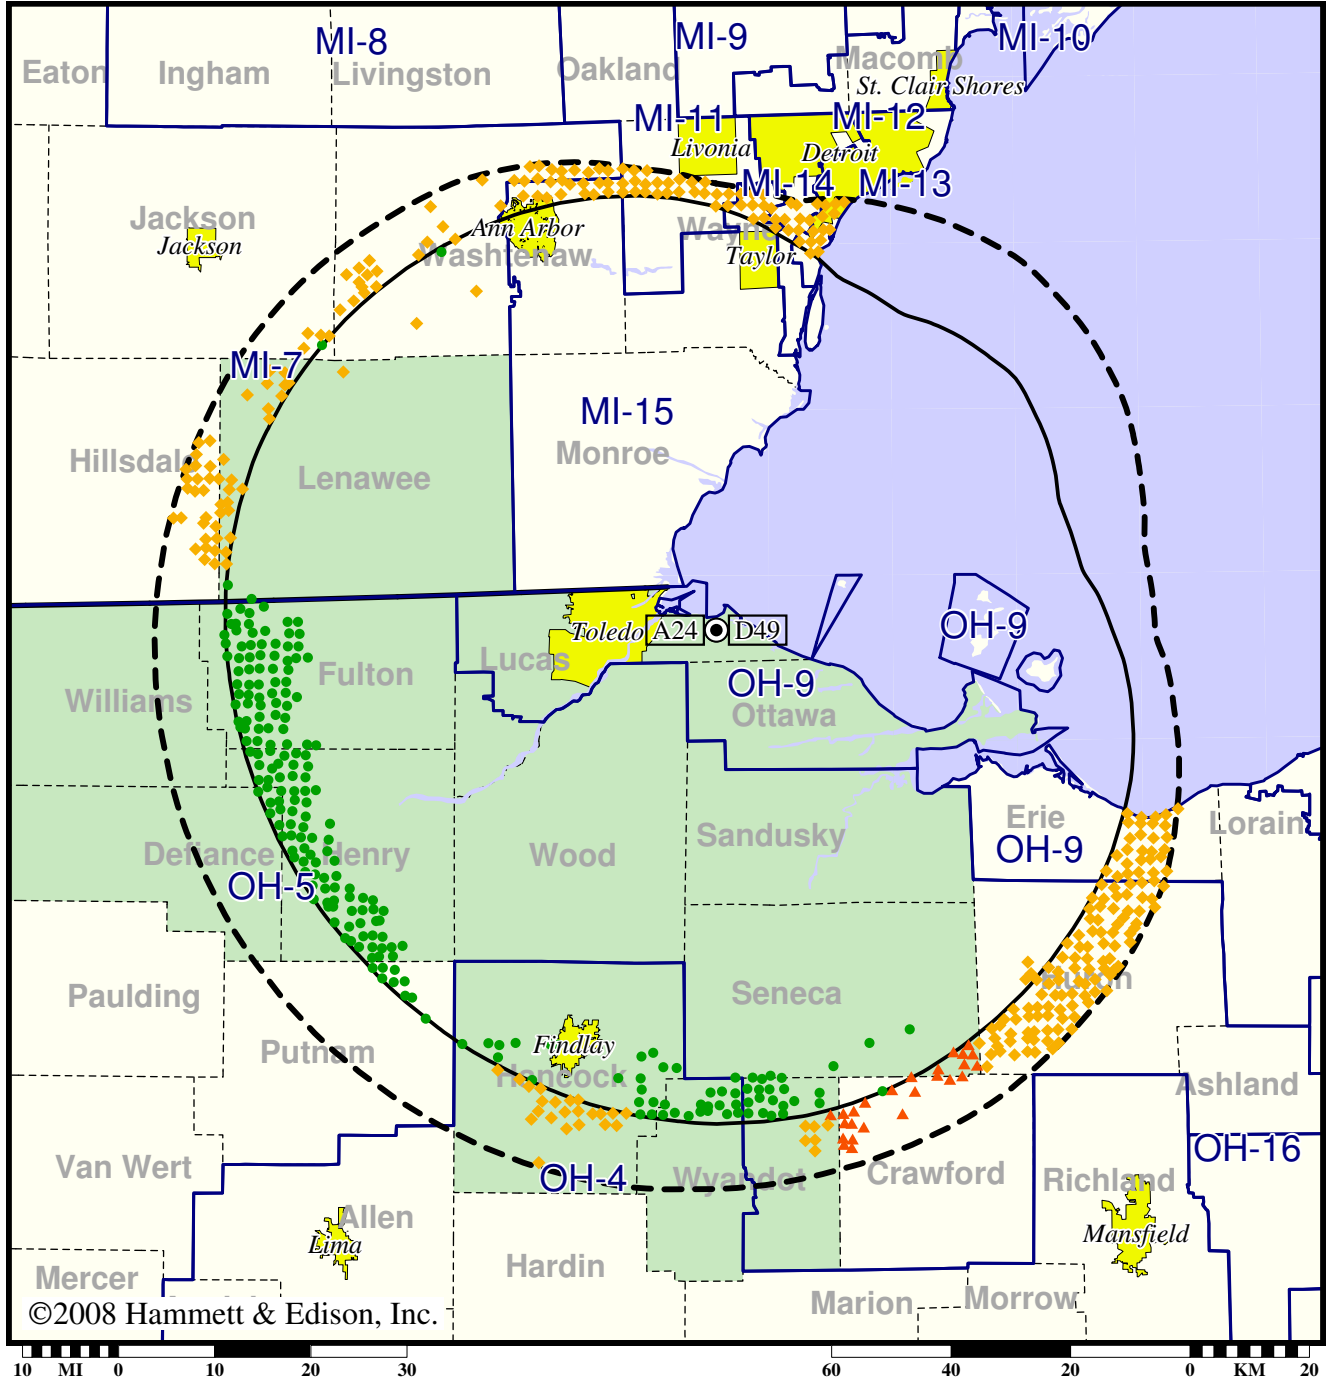 MI-8
MI-9
MI-10
Eaton
Ingham
Livingston
Oakland
Macomb
St. Clair Shores
MI-11
MI-12
Livonia
Detroit
MI-14
MI-13
Jackson
Jackson
Ann Arbor
Washtenaw
Wayne
Taylor
MI-7
MI-15
Hillsdale
Lenawee
Monroe
Toledo
A24
D49
OH-9
Lucas
Fulton
Williams
OH-9
Ottawa
Defiance
Henry
Wood
Sandusky
Erie
OH-9
Lorain
OH-5
Paulding
Putnam
Seneca
Huron
Findlay
Hancock
Ashland
Van Wert
OH-4
Wyandot
Crawford
Richland
OH-16
Allen
Lima
Mansfield
Mercer
Hardin
Marion
Morrow
©2008 Hammett & Edison, Inc.
10 MI 0 10 20 30
60 40 20 0 KM 20